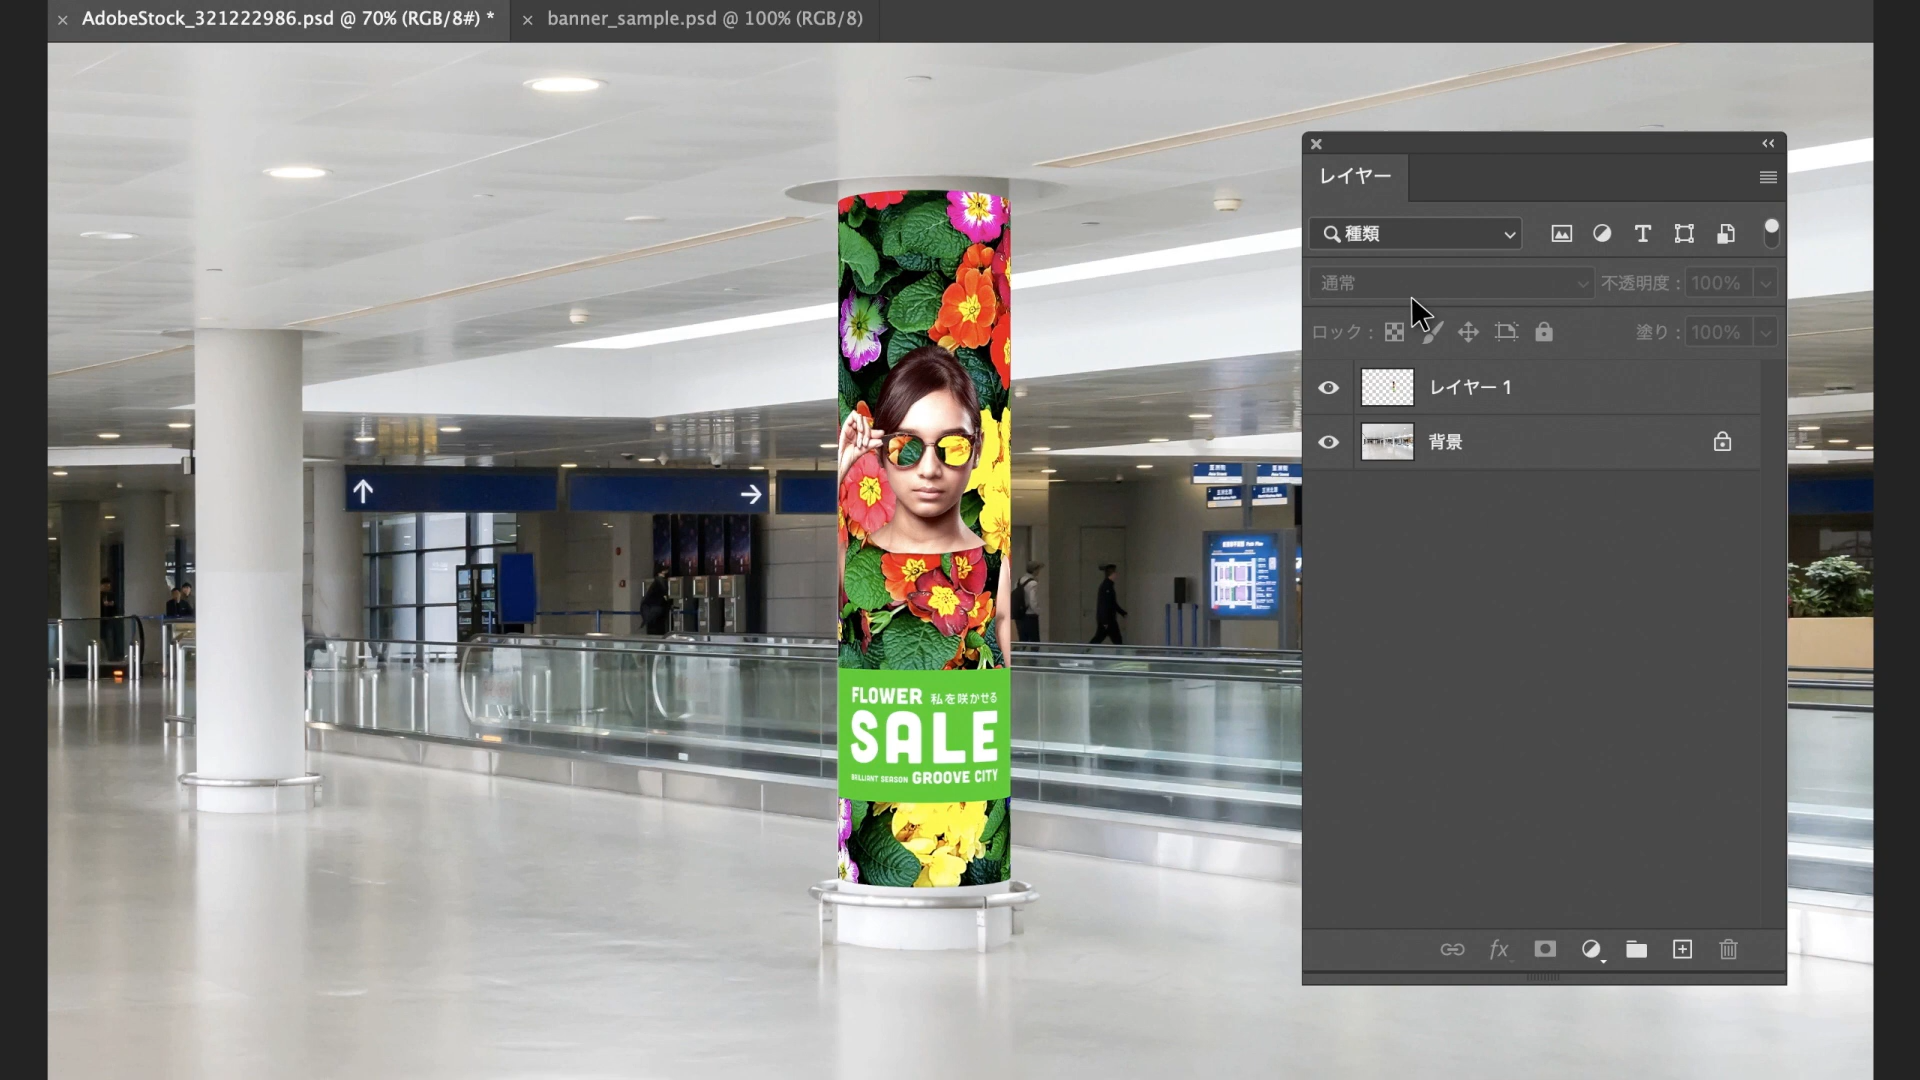 AdobeStock_321222986.psd @ 70% (RGB/8#) *
banner_sample.psd @ 100% (RGB/8)
レイヤー
種類
通常
不透明度 : 100%
ロック :
塗り : 100%
レイヤー 1
背景
FLOWER 私を咲かせる
SALE
BRILLIANT SEASON GROOVE CITY